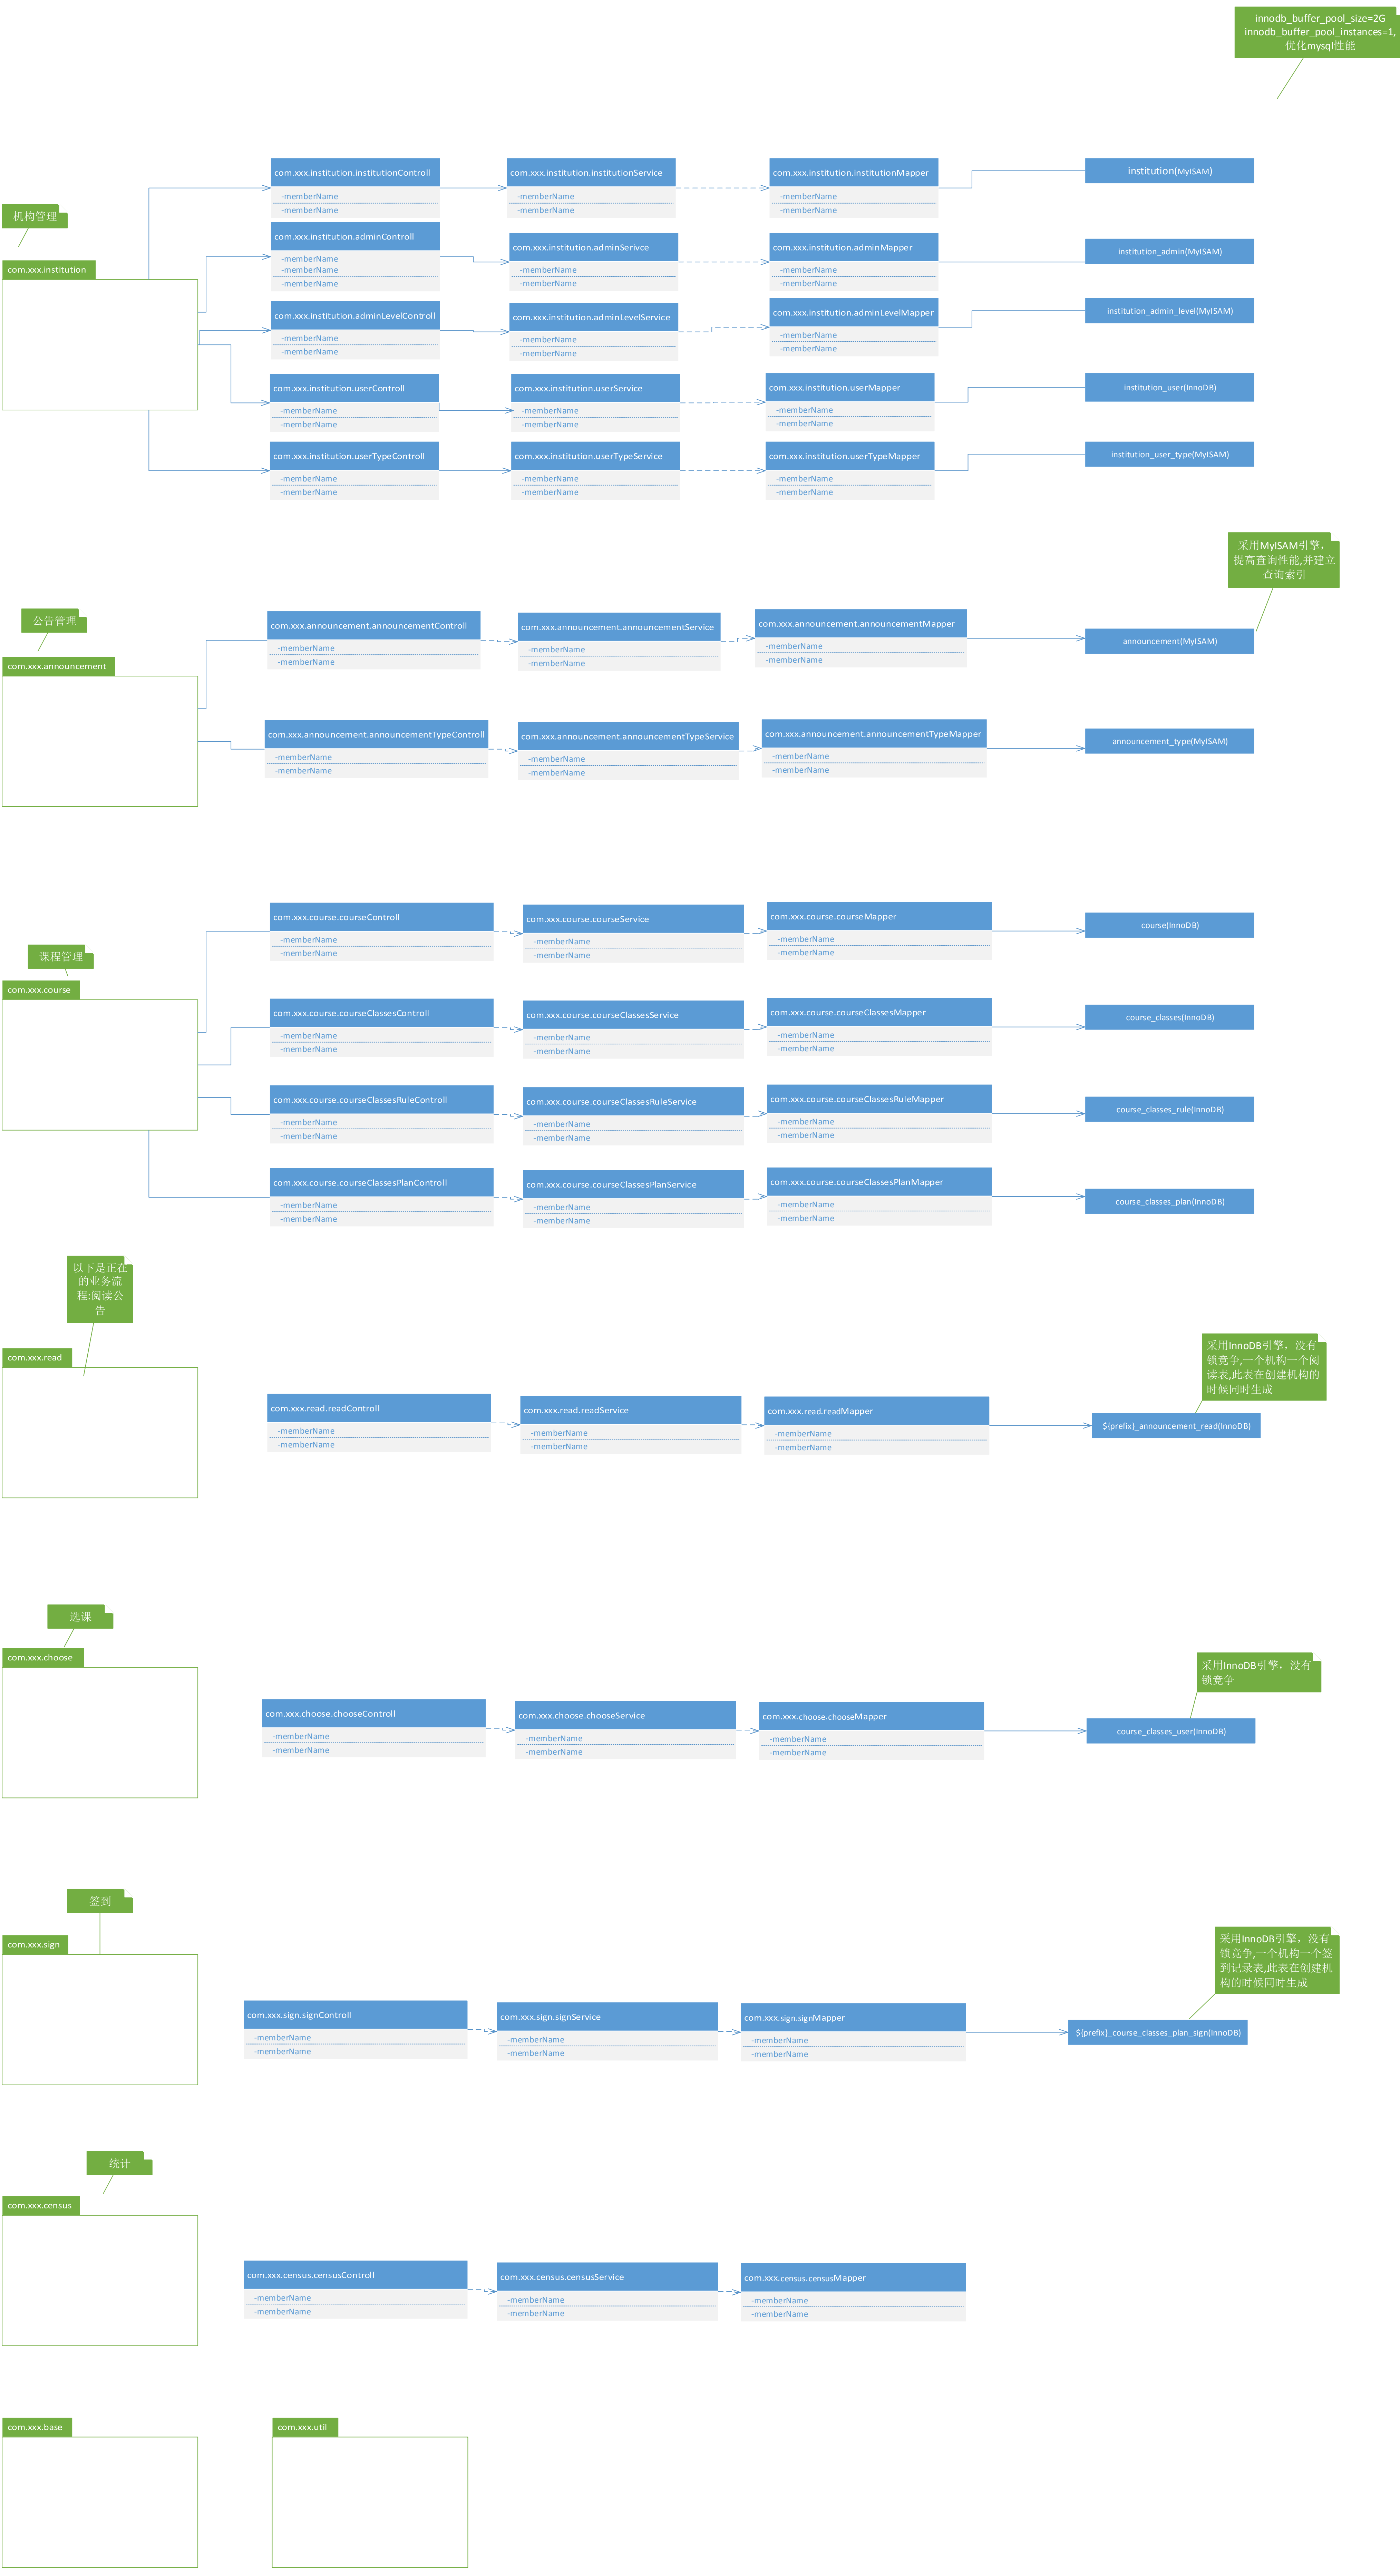 innodb_buffer_pool_size=2G
innodb_buffer_pool_instances=1,
优化mysql性能
机构管理
com.xxx.institution
com.xxx.institution.institutionControll
-memberName
-memberName
com.xxx.institution.institutionService
-memberName
-memberName
com.xxx.institution.institutionMapper
-memberName
-memberName
institution(MyISAM)
com.xxx.institution.adminControll
-memberName
-memberName
-memberName
com.xxx.institution.adminSerivce
-memberName
-memberName
com.xxx.institution.adminMapper
-memberName
-memberName
institution_admin(MyISAM)
com.xxx.institution.adminLevelControll
-memberName
-memberName
com.xxx.institution.adminLevelService
-memberName
-memberName
com.xxx.institution.adminLevelMapper
-memberName
-memberName
institution_admin_level(MyISAM)
com.xxx.institution.userControll
-memberName
-memberName
com.xxx.institution.userService
-memberName
-memberName
com.xxx.institution.userMapper
-memberName
-memberName
institution_user(InnoDB)
com.xxx.institution.userTypeControll
-memberName
-memberName
com.xxx.institution.userTypeService
-memberName
-memberName
com.xxx.institution.userTypeMapper
-memberName
-memberName
institution_user_type(MyISAM)
采用MyISAM引擎，
提高查询性能,并建立
查询索引
公告管理
com.xxx.announcement
com.xxx.announcement.announcementControll
-memberName
-memberName
com.xxx.announcement.announcementService
-memberName
-memberName
com.xxx.announcement.announcementMapper
-memberName
-memberName
announcement(MyISAM)
com.xxx.announcement.announcementTypeControll
-memberName
-memberName
com.xxx.announcement.announcementTypeService
-memberName
-memberName
com.xxx.announcement.announcementTypeMapper
-memberName
-memberName
announcement_type(MyISAM)
课程管理
com.xxx.course
com.xxx.course.courseControll
-memberName
-memberName
com.xxx.course.courseService
-memberName
-memberName
com.xxx.course.courseMapper
-memberName
-memberName
course(InnoDB)
com.xxx.course.courseClassesControll
-memberName
-memberName
com.xxx.course.courseClassesService
-memberName
-memberName
com.xxx.course.courseClassesMapper
-memberName
-memberName
course_classes(InnoDB)
com.xxx.course.courseClassesRuleControll
-memberName
-memberName
com.xxx.course.courseClassesRuleService
-memberName
-memberName
com.xxx.course.courseClassesRuleMapper
-memberName
-memberName
course_classes_rule(InnoDB)
com.xxx.course.courseClassesPlanControll
-memberName
-memberName
com.xxx.course.courseClassesPlanService
-memberName
-memberName
com.xxx.course.courseClassesPlanMapper
-memberName
-memberName
course_classes_plan(InnoDB)
以下是正在
的业务流
程:阅读公
告
com.xxx.read
com.xxx.read.readControll
-memberName
-memberName
com.xxx.read.readService
-memberName
-memberName
com.xxx.read.readMapper
-memberName
-memberName
采用InnoDB引擎，没有
锁竞争,一个机构一个阅
读表,此表在创建机构的
时候同时生成
${prefix}_announcement_read(InnoDB)
选课
com.xxx.choose
com.xxx.choose.chooseControll
-memberName
-memberName
com.xxx.choose.chooseService
-memberName
-memberName
com.xxx.choose.chooseMapper
-memberName
-memberName
采用InnoDB引擎，没有
锁竞争
course_classes_user(InnoDB)
签到
com.xxx.sign
com.xxx.sign.signControll
-memberName
-memberName
com.xxx.sign.signService
-memberName
-memberName
com.xxx.sign.signMapper
-memberName
-memberName
采用InnoDB引擎，没有
锁竞争,一个机构一个签
到记录表,此表在创建机
构的时候同时生成
${prefix}_course_classes_plan_sign(InnoDB)
统计
com.xxx.census
com.xxx.census.censusControll
-memberName
-memberName
com.xxx.census.censusService
-memberName
-memberName
com.xxx.census.censusMapper
-memberName
-memberName
com.xxx.base
com.xxx.util